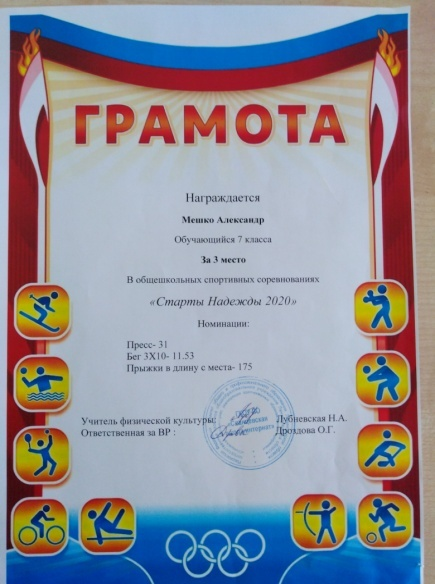 ГРАМОТА
Награждается
Мешко Александр
Обучающийся 7 класса
За 3 место
В общешкольных спортивных соревнованиях
«Старты Надежды 2020»
Номинации:
Пресс- 31
Бег 3Х10- 11.53
Прыжки в длину с места- 175
Учитель физической культуры: Лубневская Н.А.
Ответственная за ВР : Дроздова О.Г.